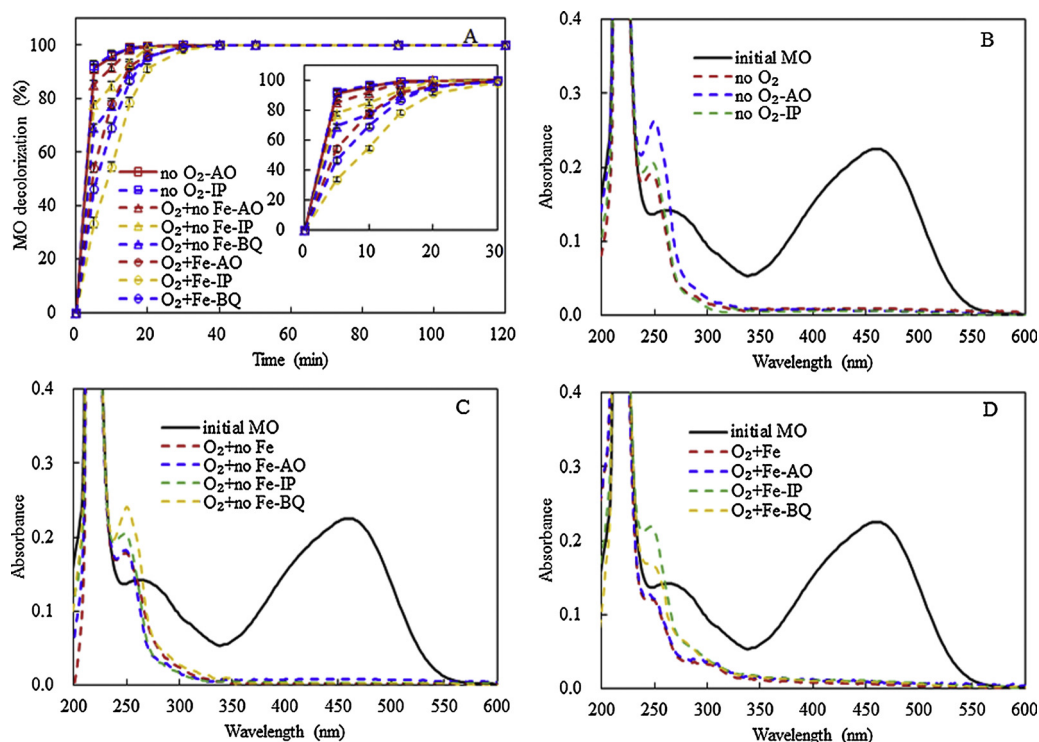 A
MO decolorization (%)
100
80
60
40
20
0
no O₂-AO
no O₂-IP
O₂+no Fe-AO
O₂+no Fe-IP
O₂+no Fe-BQ
O₂+Fe-AO
O₂+Fe-IP
O₂+Fe-BQ
100
80
60
40
20
0
0 10 20 30
0 20 40 60 80 100 120
Time (min)
B
Absorbance
0.4
0.3
0.2
0.1
0.0
initial MO
no O₂
no O₂-AO
no O₂-IP
200 250 300 350 400 450 500 550 600
Wavelength (nm)
C
Absorbance
0.4
0.3
0.2
0.1
0.0
initial MO
O₂+no Fe
O₂+no Fe-AO
O₂+no Fe-IP
O₂+no Fe-BQ
200 250 300 350 400 450 500 550 600
Wavelength (nm)
D
Absorbance
0.4
0.3
0.2
0.1
0.0
initial MO
O₂+Fe
O₂+Fe-AO
O₂+Fe-IP
O₂+Fe-BQ
200 250 300 350 400 450 500 550 600
Wavelength (nm)